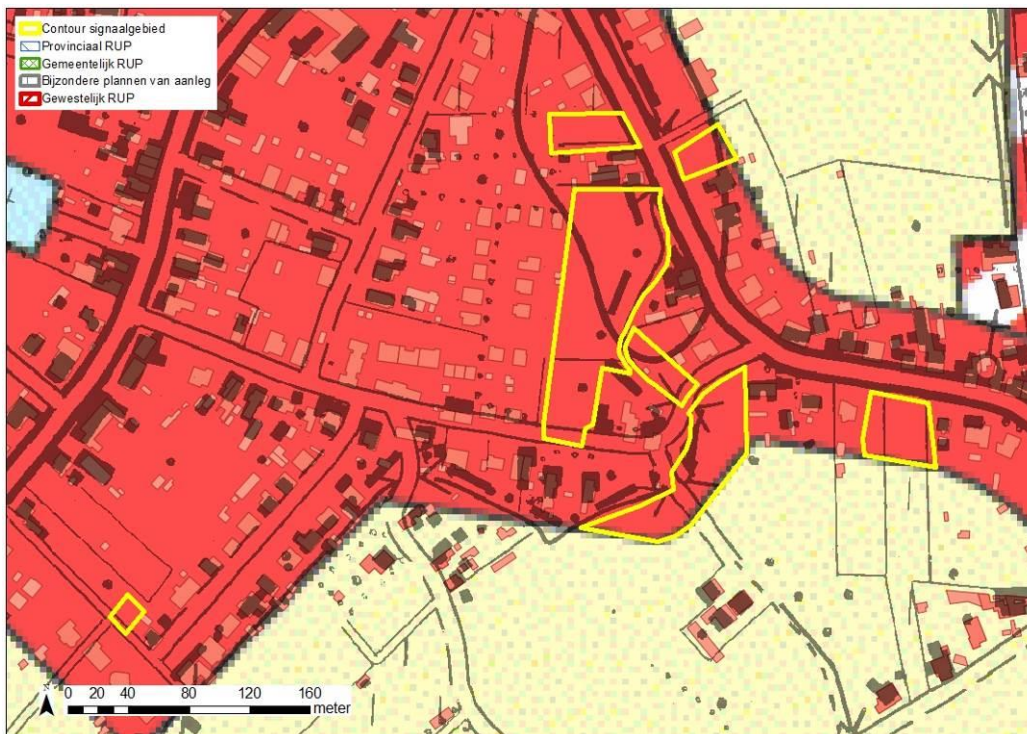 Contour signaalgebied
Provinciaal RUP
Gemeentelijk RUP
Bijzondere plannen van aanleg
Gewestelijk RUP
0 20 40 80 120 160
meter